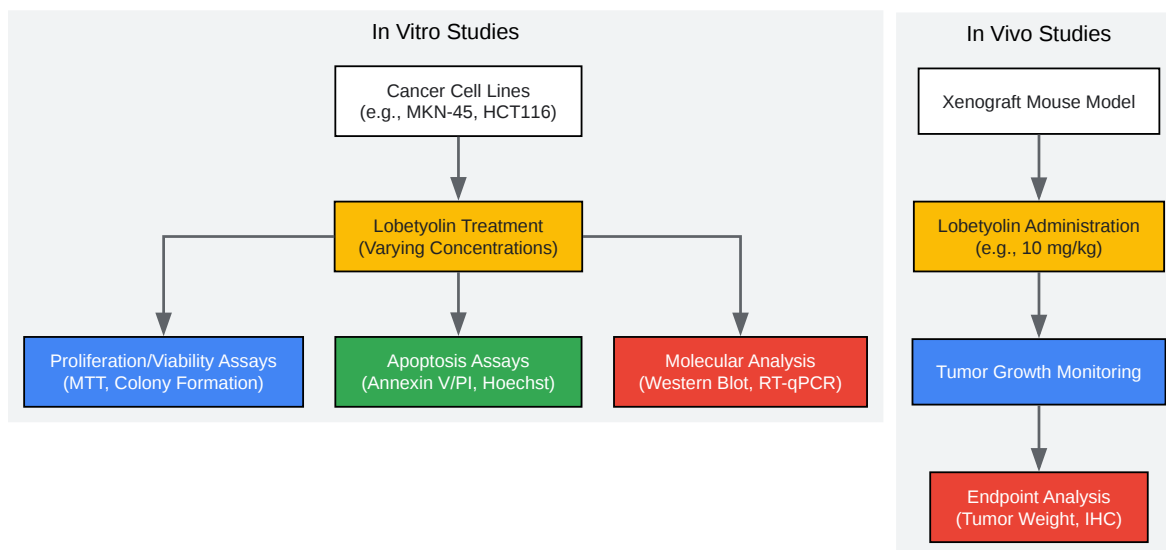 In Vitro Studies
Cancer Cell Lines
(e.g., MKN-45, HCT116)
Lobetyolin Treatment
(Varying Concentrations)
Proliferation/Viability Assays
(MTT, Colony Formation)
Apoptosis Assays
(Annexin V/PI, Hoechst)
Molecular Analysis
(Western Blot, RT-qPCR)
In Vivo Studies
Xenograft Mouse Model
Lobetyolin Administration
(e.g., 10 mg/kg)
Tumor Growth Monitoring
Endpoint Analysis
(Tumor Weight, IHC)